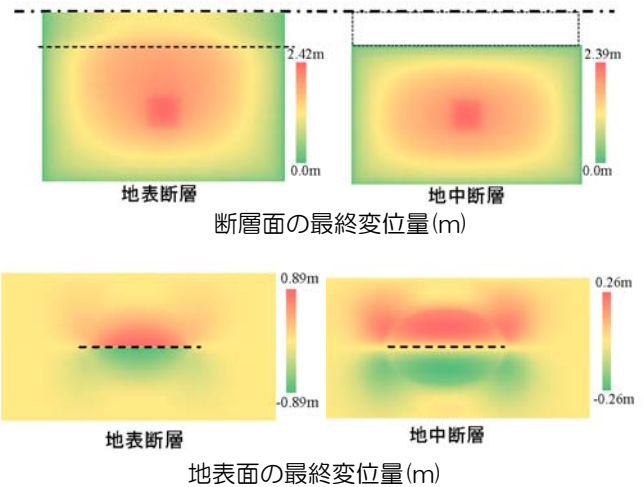 2.42m
2.39m
0.0m
0.0m
地表断層
地中断層
断層面の最終変位量(m)
0.89m
0.26m
-0.89m
-0.26m
地表断層
地中断層
地表面の最終変位量(m)